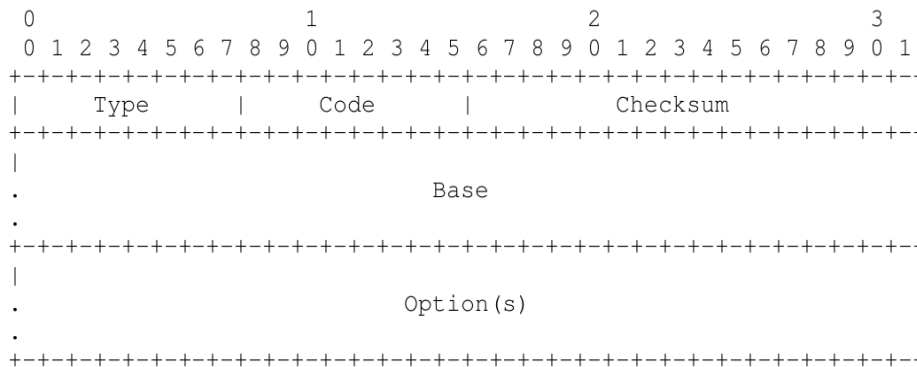 0                   1                   2                   3
0 1 2 3 4 5 6 7 8 9 0 1 2 3 4 5 6 7 8 9 0 1 2 3 4 5 6 7 8 9 0 1
+-+-+-+-+-+-+-+-+-+-+-+-+-+-+-+-+-+-+-+-+-+-+-+-+-+-+-+-+-+-+-+-
|     Type      |     Code      |          Checksum
+-+-+-+-+-+-+-+-+-+-+-+-+-+-+-+-+-+-+-+-+-+-+-+-+-+-+-+-+-+-+-+-
|
.                             Base
.
+-+-+-+-+-+-+-+-+-+-+-+-+-+-+-+-+-+-+-+-+-+-+-+-+-+-+-+-+-+-+-+-
|
.                           Option(s)
.
+-+-+-+-+-+-+-+-+-+-+-+-+-+-+-+-+-+-+-+-+-+-+-+-+-+-+-+-+-+-+-+-